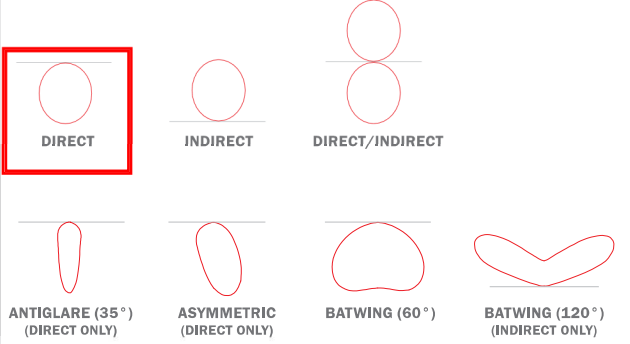 DIRECT
INDIRECT
DIRECT/INDIRECT
ANTIGLARE (35°)
(DIRECT ONLY)
ASYMMETRIC
(DIRECT ONLY)
BATWING (60°)
BATWING (120°)
(INDIRECT ONLY)